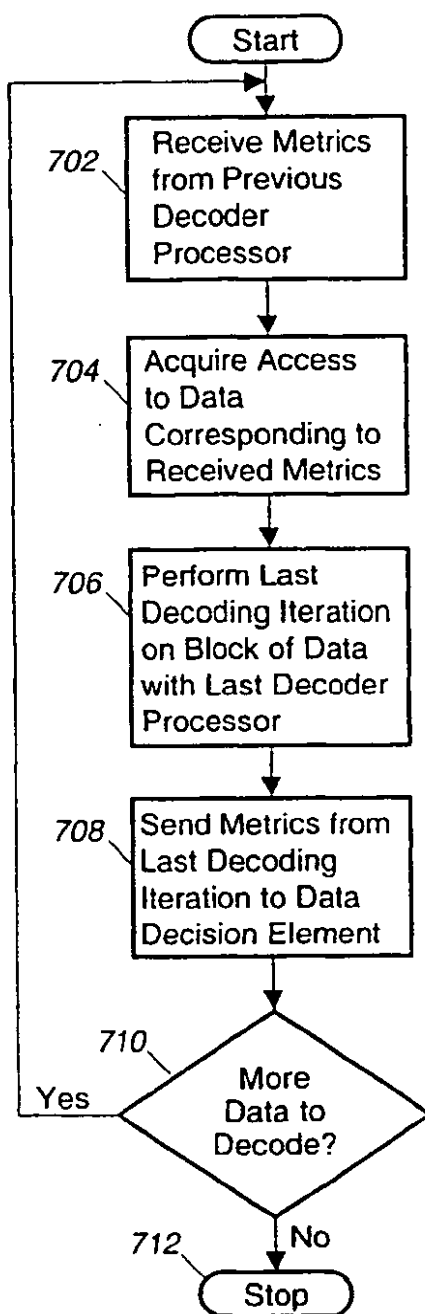 Start
702
Receive Metrics
from Previous
Decoder
Processor
704
Acquire Access
to Data
Corresponding to
Received Metrics
706
Perform Last
Decoding Iteration
on Block of Data
with Last Decoder
Processor
708
Send Metrics from
Last Decoding
Iteration to Data
Decision Element
710
Yes
More
Data to
Decode?
No
712
Stop